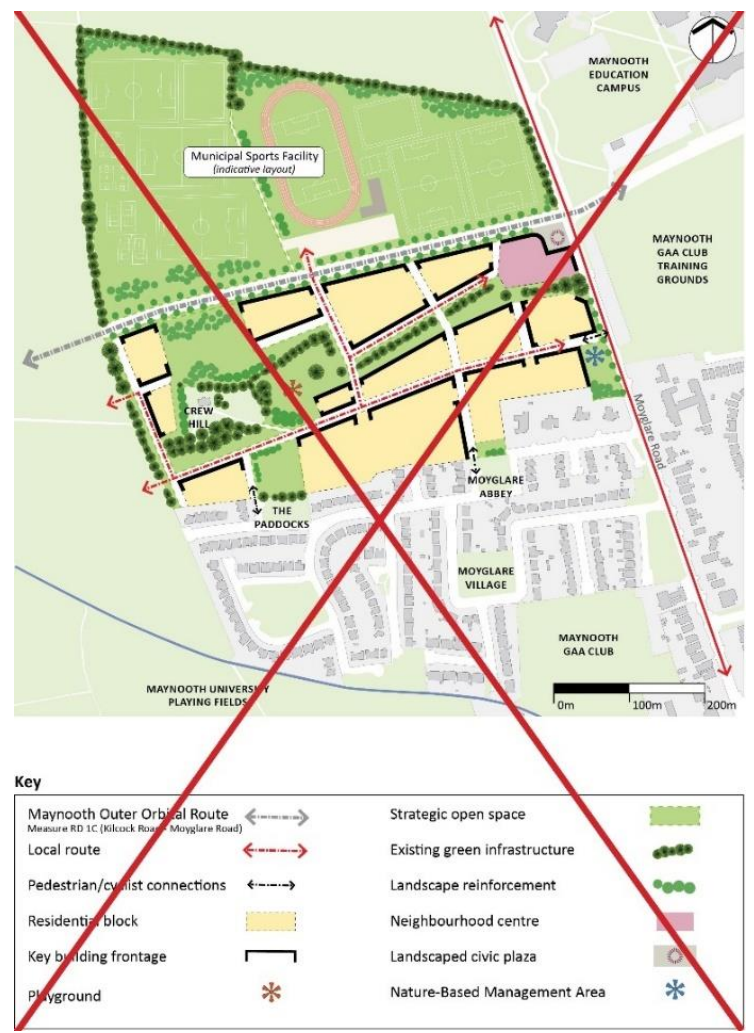 MAYNOOTH
EDUCATION
CAMPUS
Municipal Sports Facility
(indicative layout)
MAYNOOTH
GAA CLUB
TRAINING
GROUNDS
CREW
HILL
Moyglare Road
THE
PADDOCKS
MOYGLARE
ABBEY
MOYGLARE
VILLAGE
MAYNOOTH
GAA CLUB
MAYNOOTH UNIVERSITY
PLAYING FIELDS
0m 100m 200m
Key
Maynooth Outer Orbital Route
Measure RD 1C (Kilcock Road - Moyglare Road)
Local route
Pedestrian/cyclist connections
Residential block
Key building frontage
Playground
Strategic open space
Existing green infrastructure
Landscape reinforcement
Neighbourhood centre
Landscaped civic plaza
Nature-Based Management Area